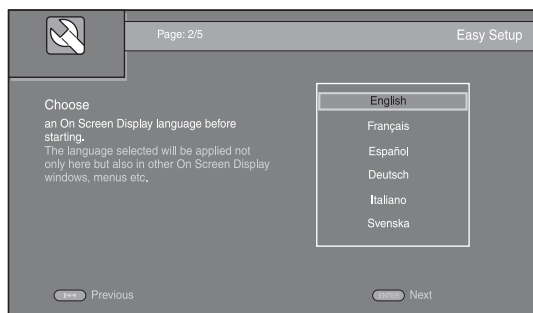 Page: 2/5
Easy Setup
Choose
an On Screen Display language before
starting.
The language selected will be applied not
only here but also in other On Screen Display
windows, menus etc.
English
Français
Español
Deutsch
Italiano
Svenska
Previous
ENTER Next